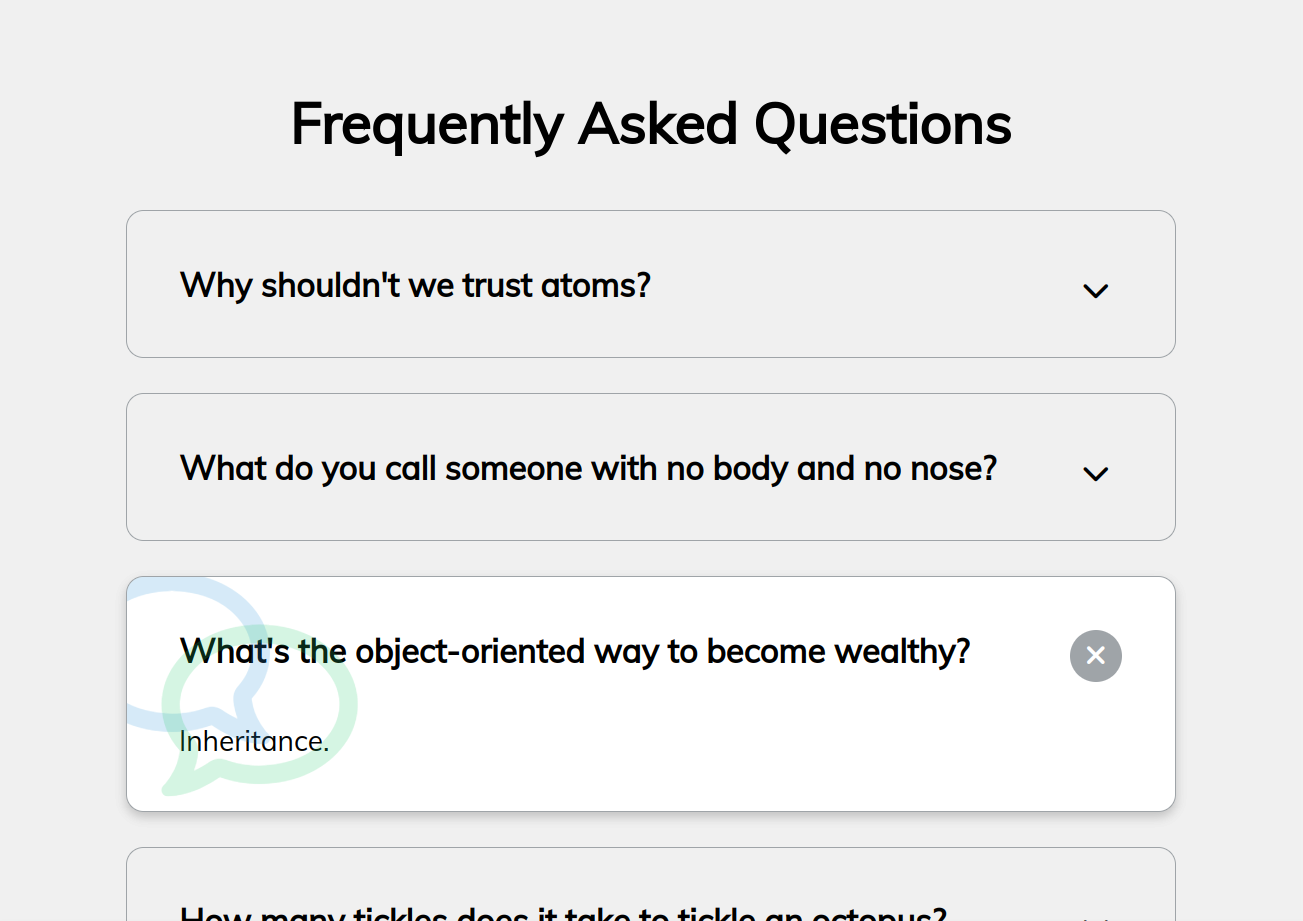 Frequently Asked Questions
Why shouldn't we trust atoms?
What do you call someone with no body and no nose?
What's the object-oriented way to become wealthy?
Inheritance.
How many tickles does it take to tickle an octopus?